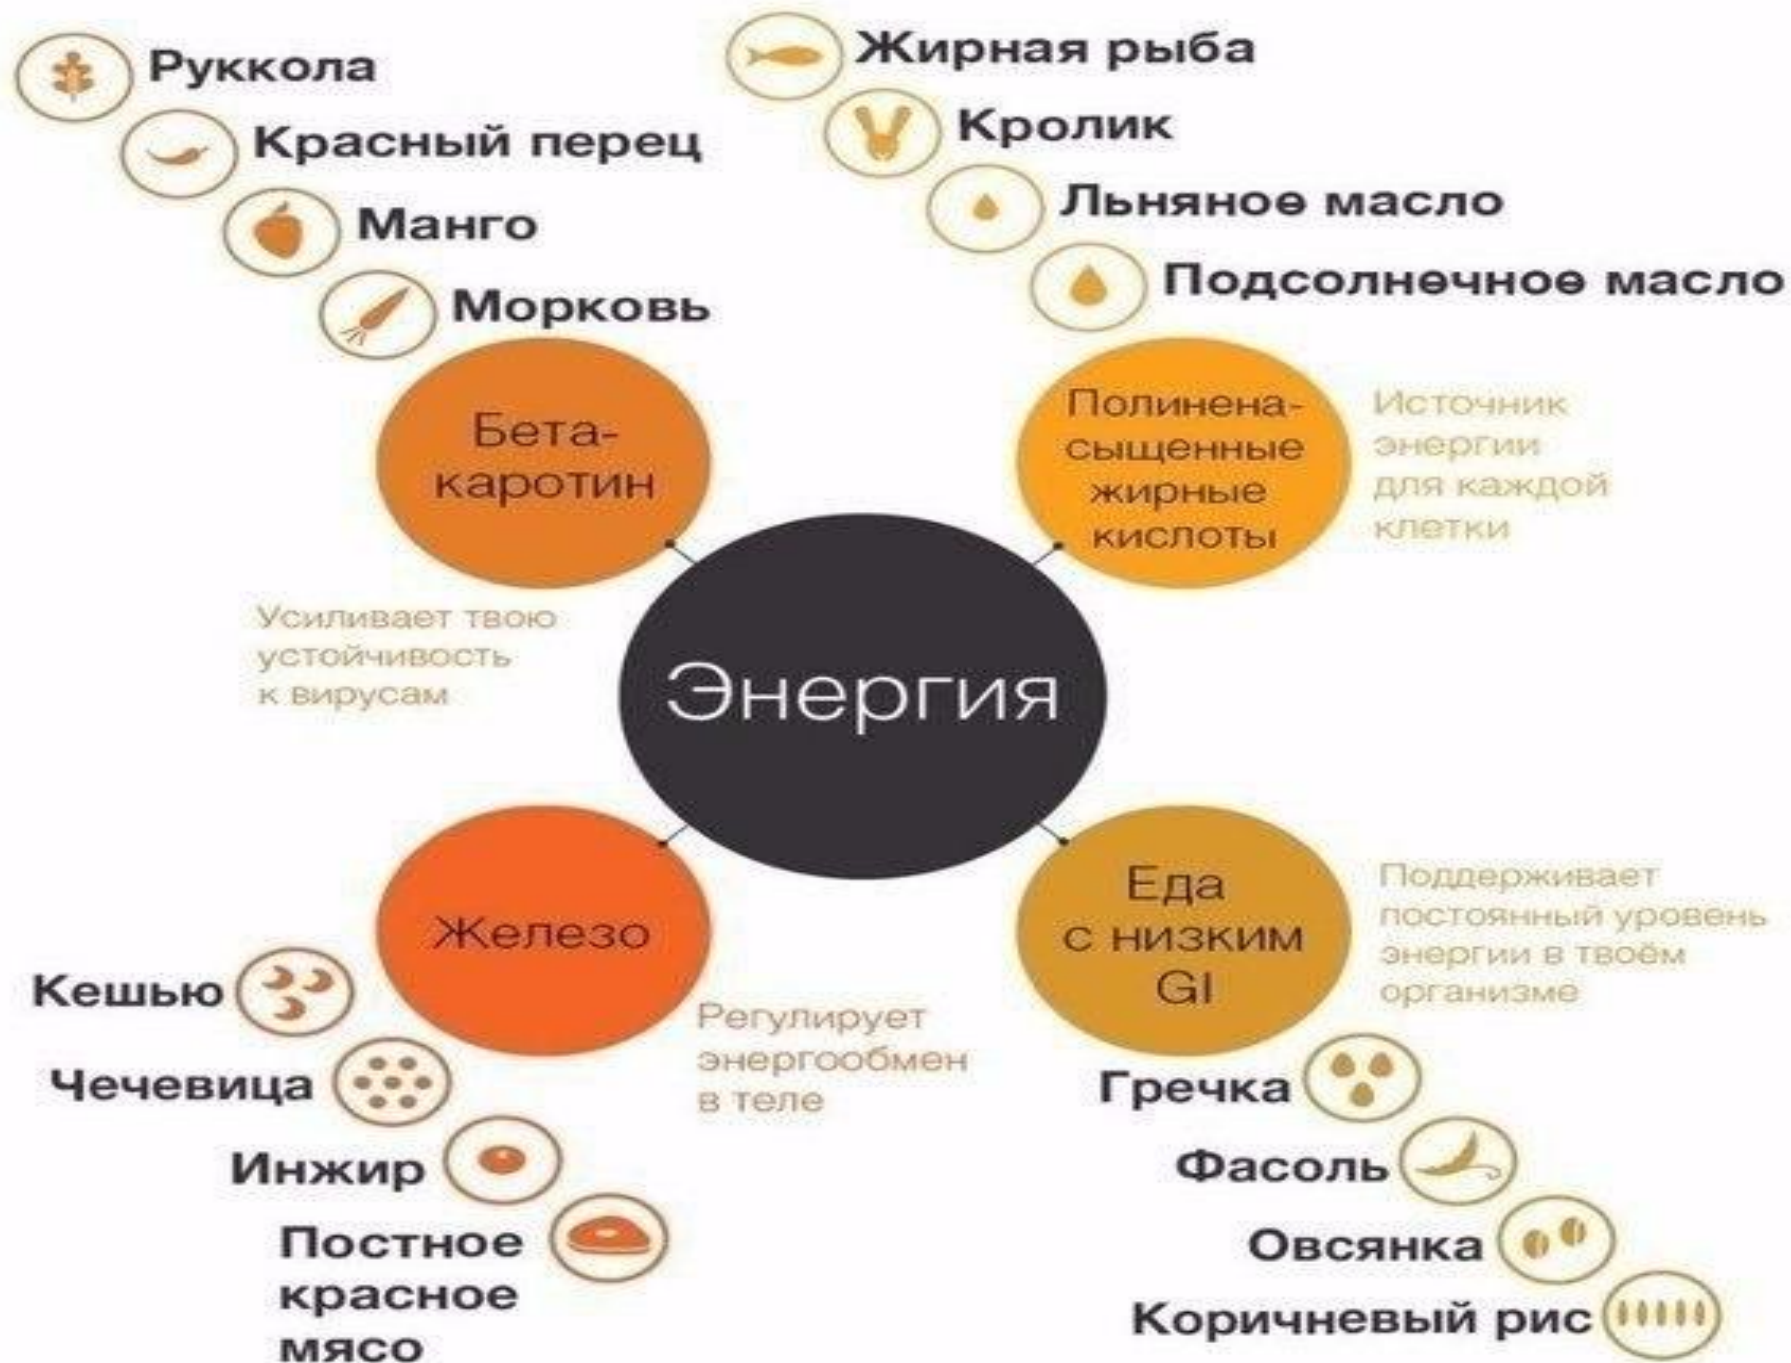 Руккола
Красный перец
Манго
Морковь
Жирная рыба
Кролик
Льняное масло
Подсолнечное масло
Бета-
каротин
Усиливает твою
устойчивость
к вирусам
Полинена-
сыщенные
жирные
кислоты
Источник
энергии
для каждой
клетки
Энергия
Железо
Регулирует
энергообмен
в теле
Кешью
Чечевица
Инжир
Постное
красное
мясо
Еда
с низким
GI
Поддерживает
постоянный уровень
энергии в твоём
организме
Гречка
Фасоль
Овсянка
Коричневый рис